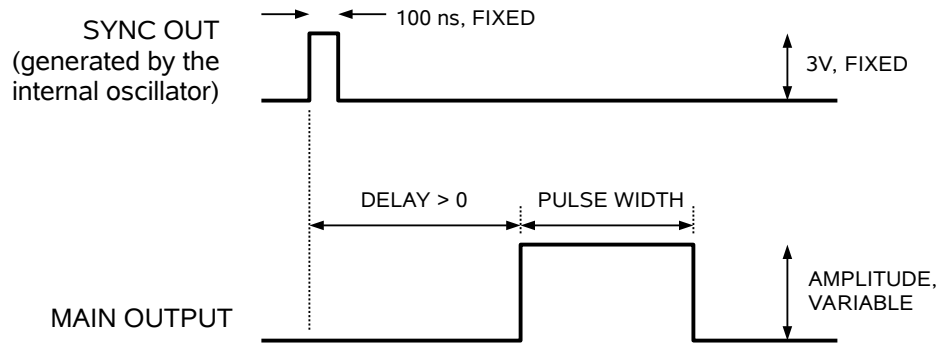 100 ns, FIXED
SYNC OUT
(generated by the
internal oscillator)
3V, FIXED
DELAY > 0
PULSE WIDTH
AMPLITUDE,
VARIABLE
MAIN OUTPUT